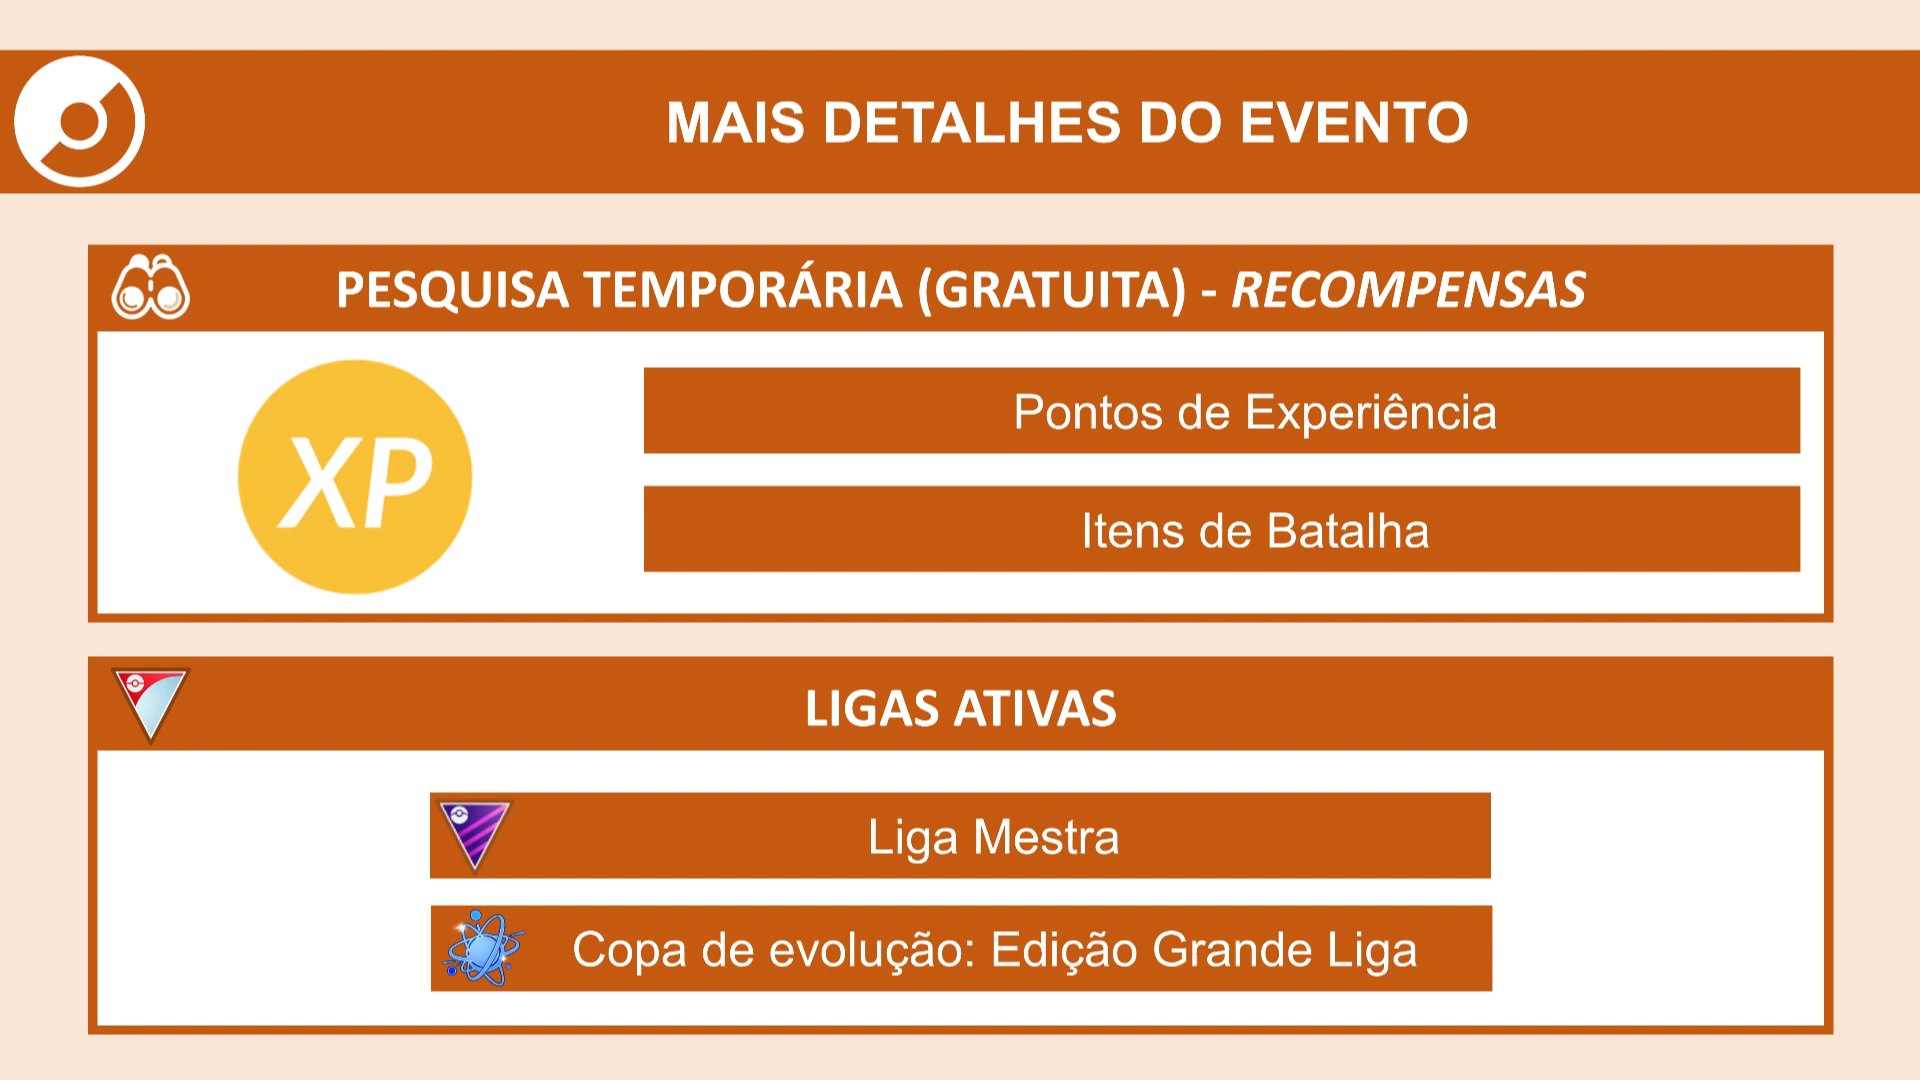 MAIS DETALHES DO EVENTO
PESQUISA TEMPORÁRIA (GRATUITA) - RECOMPENSAS
XP
Pontos de Experiência
Itens de Batalha
LIGAS ATIVAS
Liga Mestra
Copa de evolução: Edição Grande Liga